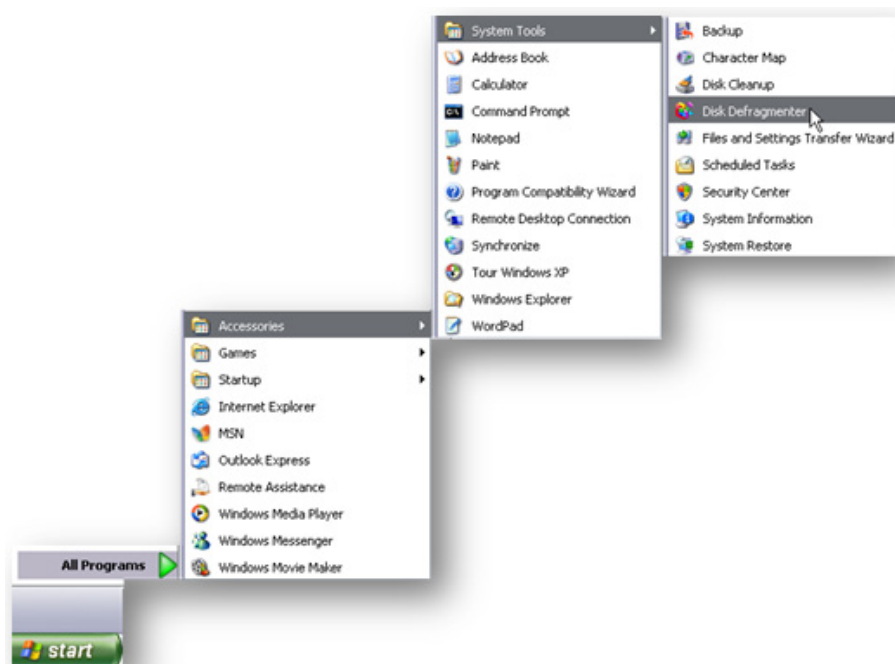 System Tools
Address Book
Calculator
Command Prompt
Notepad
Paint
Program Compatibility Wizard
Remote Desktop Connection
Synchronize
Tour Windows XP
Windows Explorer
WordPad
Backup
Character Map
Disk Cleanup
Disk Defragmenter
Files and Settings Transfer Wizard
Scheduled Tasks
Security Center
System Information
System Restore
Accessories
Games
Startup
Internet Explorer
MSN
Outlook Express
Remote Assistance
Windows Media Player
Windows Messenger
Windows Movie Maker
All Programs
start